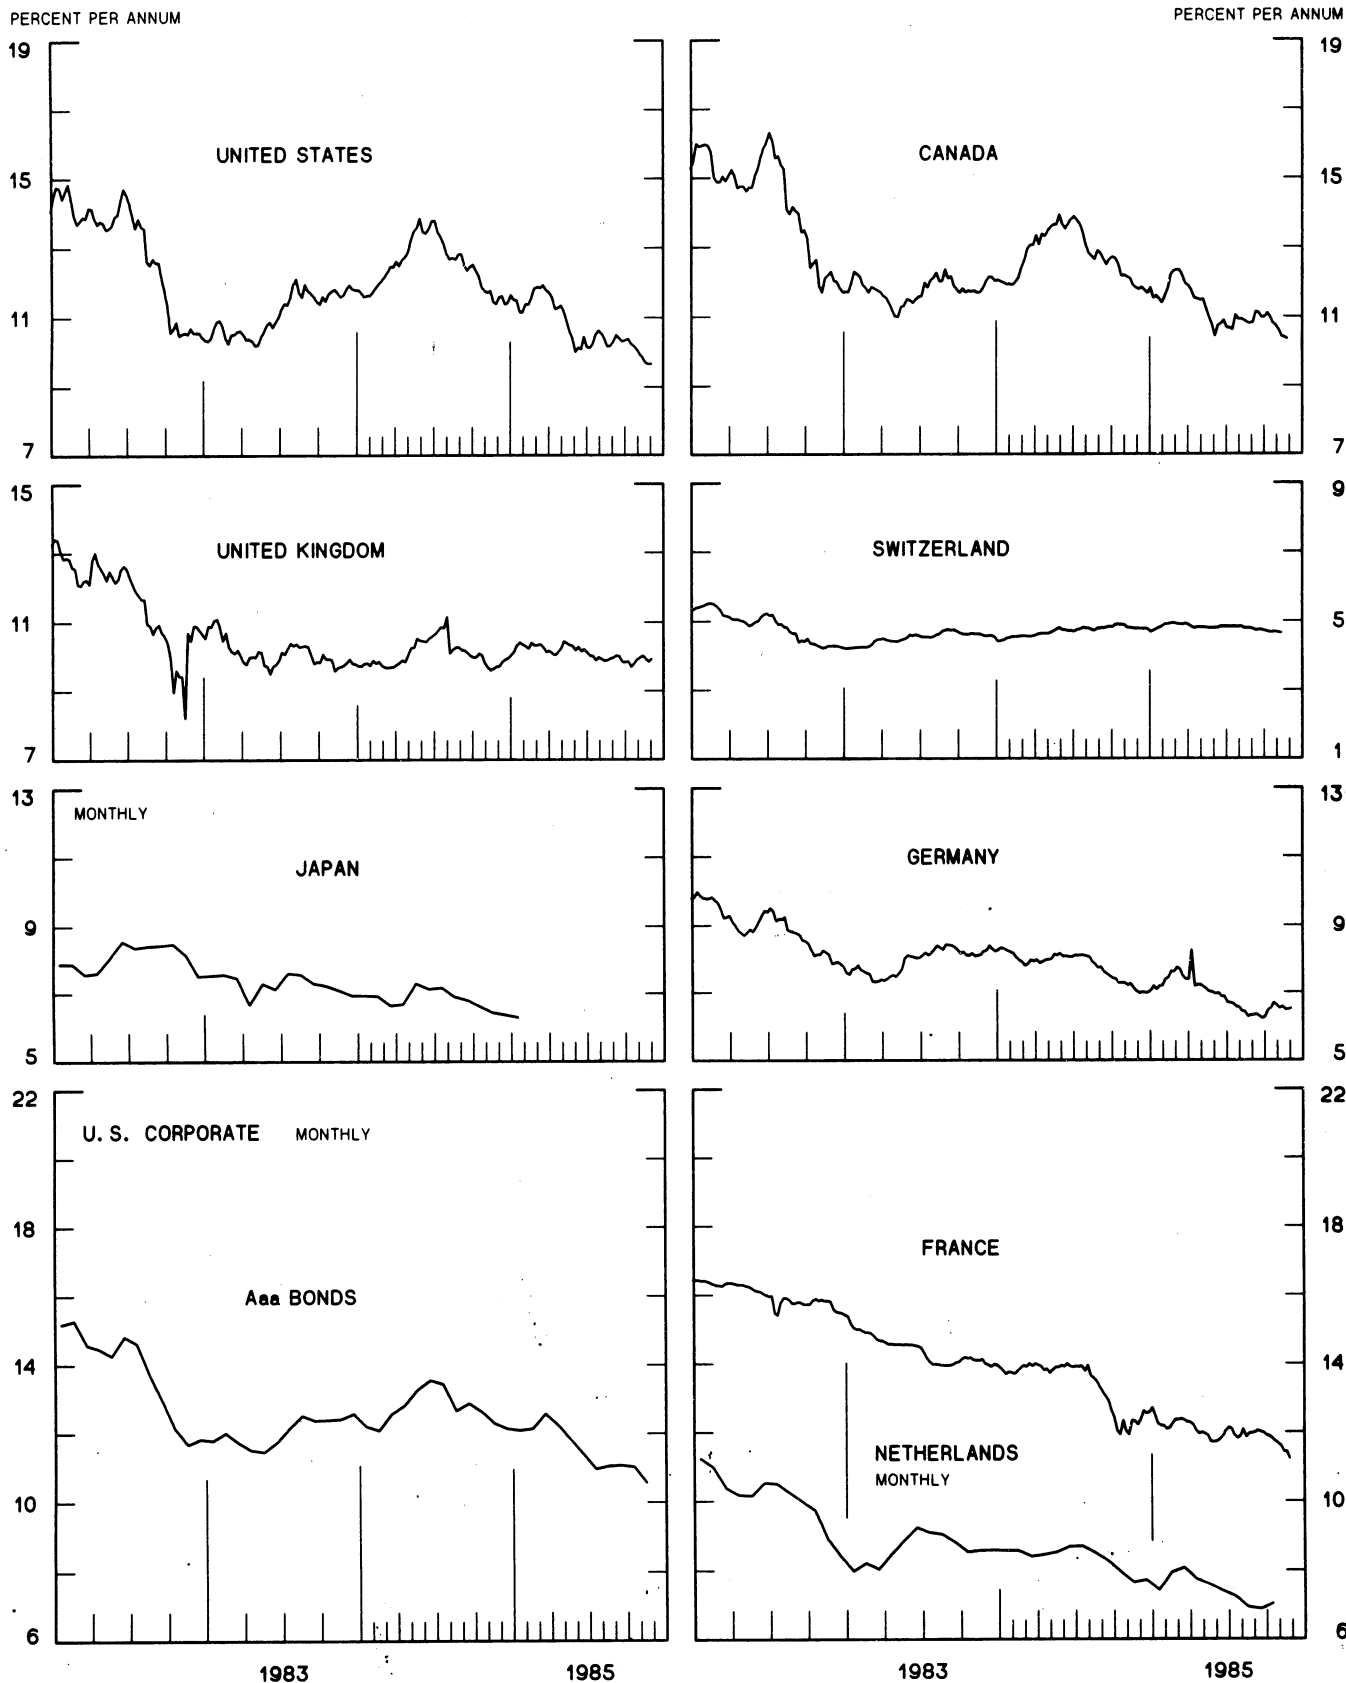 PERCENT PER ANNUM
PERCENT PER ANNUM
19
UNITED STATES
15
11
7
19
CANADA
15
11
7
15
UNITED KINGDOM
11
7
9
SWITZERLAND
5
1
13
MONTHLY
JAPAN
9
5
13
GERMANY
9
5
22
U. S. CORPORATE MONTHLY
18
Aaa BONDS
14
10
6
1983 1985
22
18
FRANCE
14
NETHERLANDS
MONTHLY
10
6
1983 1985